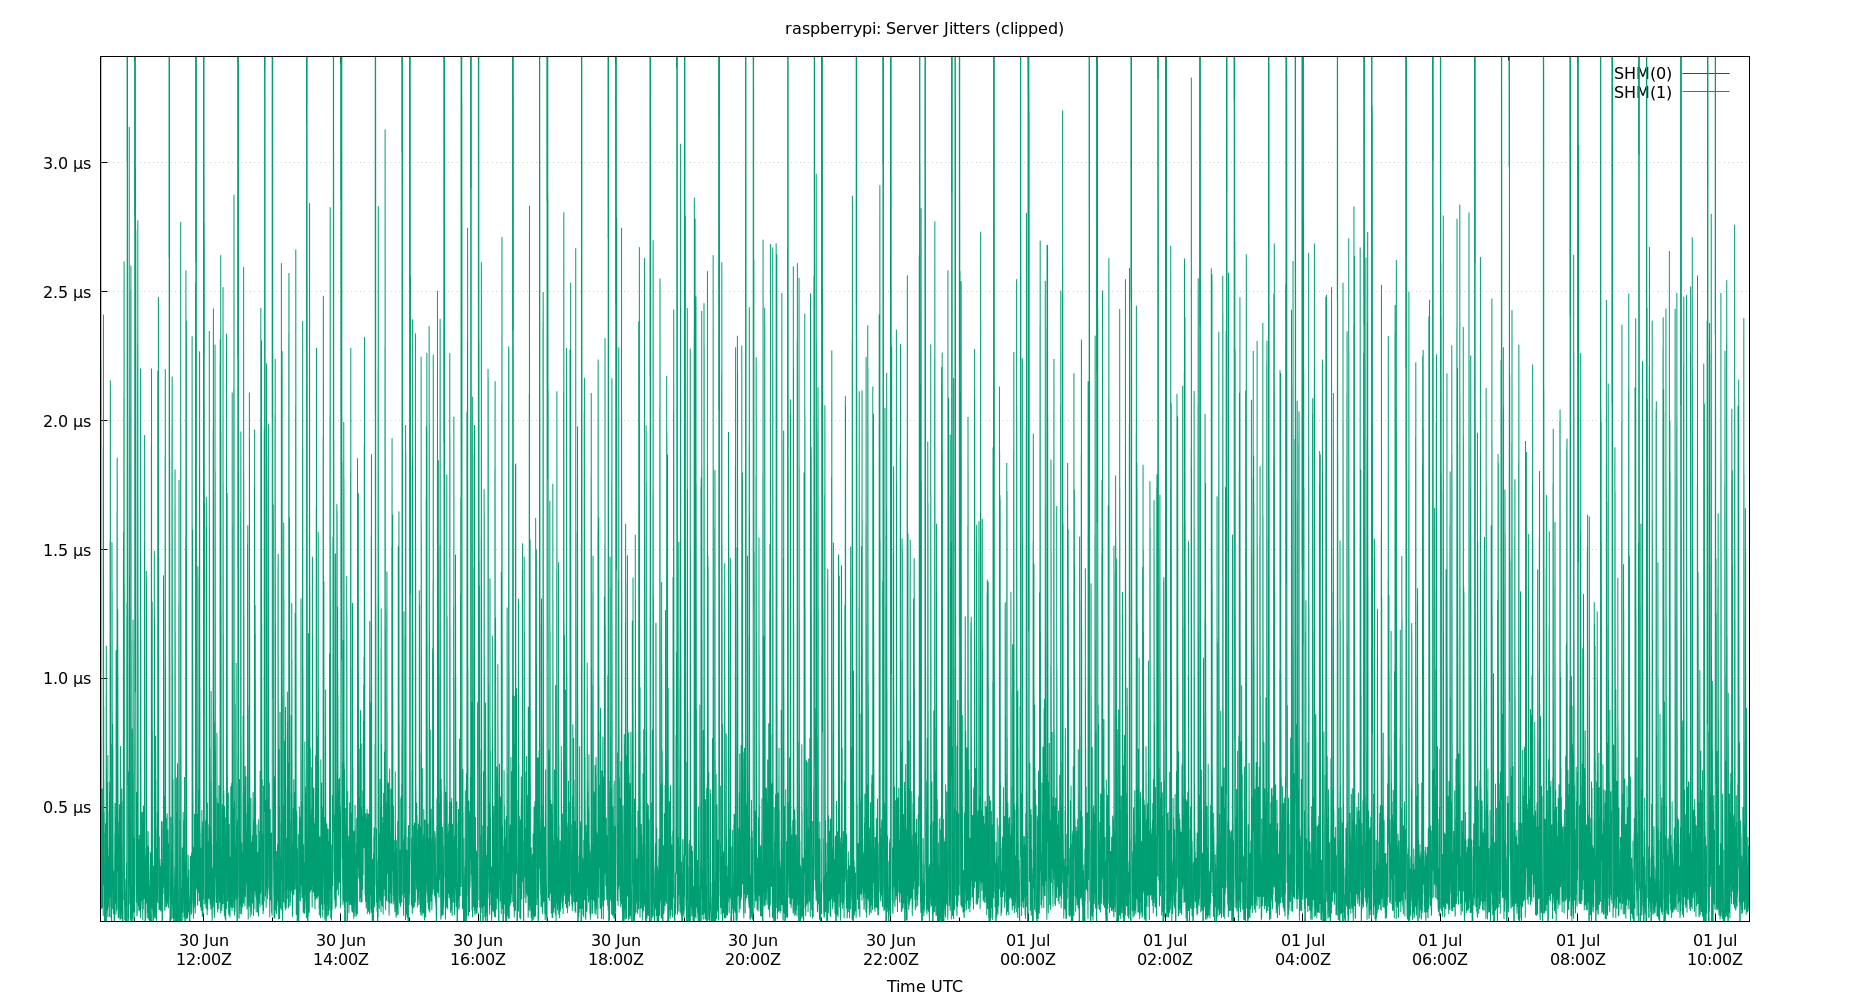 raspberrypi: Server Jitters (clipped)
SHM(0)
SHM(1)
3.0 µs
2.5 µs
2.0 µs
1.5 µs
1.0 µs
0.5 µs
30 Jun 30 Jun 30 Jun 30 Jun 30 Jun 30 Jun 01 Jul 01 Jul 01 Jul 01 Jul 01 Jul 01 Jul
12:00Z 14:00Z 16:00Z 18:00Z 20:00Z 22:00Z 00:00Z 02:00Z 04:00Z 06:00Z 08:00Z 10:00Z
Time UTC